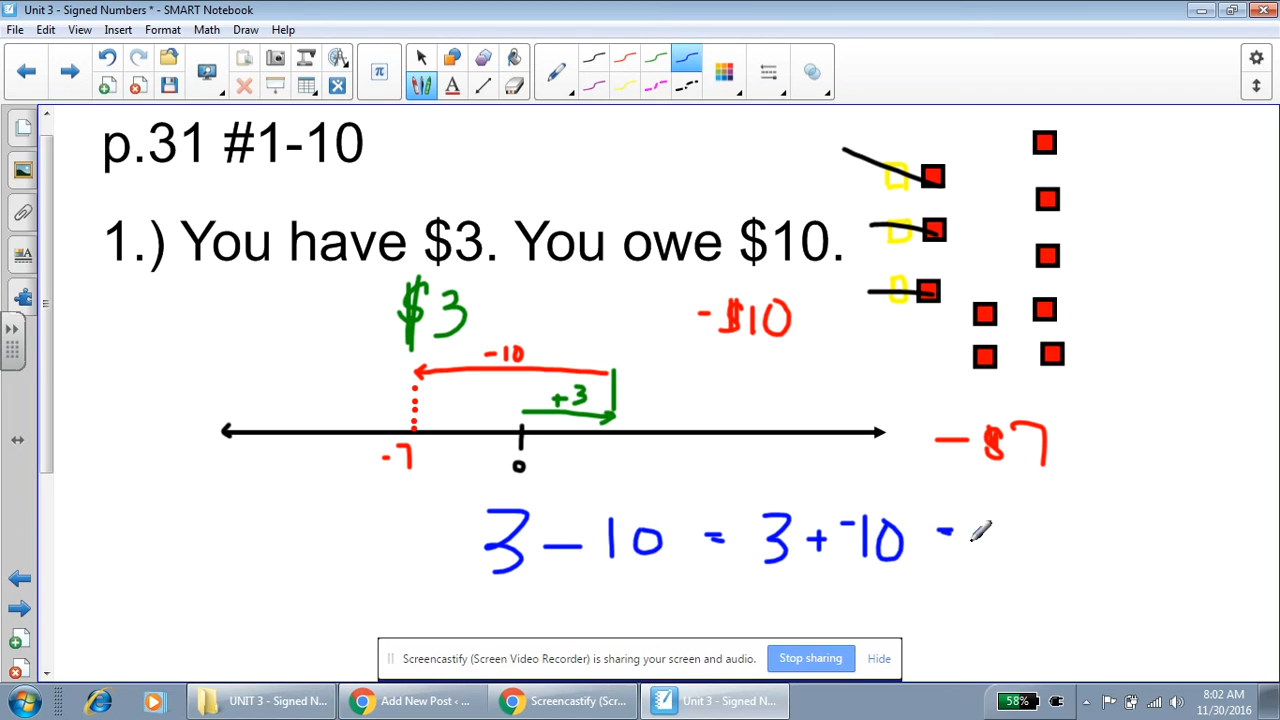 Unit 3 - Signed Numbers * - SMART Notebook
File Edit View Insert Format Math Draw Help
π
A
p.31 #1-10
1.) You have $3. You owe $10.
$3
-$10
-10
+3
-7
0
-$7
3 - 10 = 3 + -10 =
Screencastify (Screen Video Recorder) is sharing your screen and audio. Stop sharing Hide
UNIT 3 - Signed N... Add New Post ‹ ... Screencastify (Scr... Unit 3 - Signed N...
58%
8:02 AM
11/30/2016